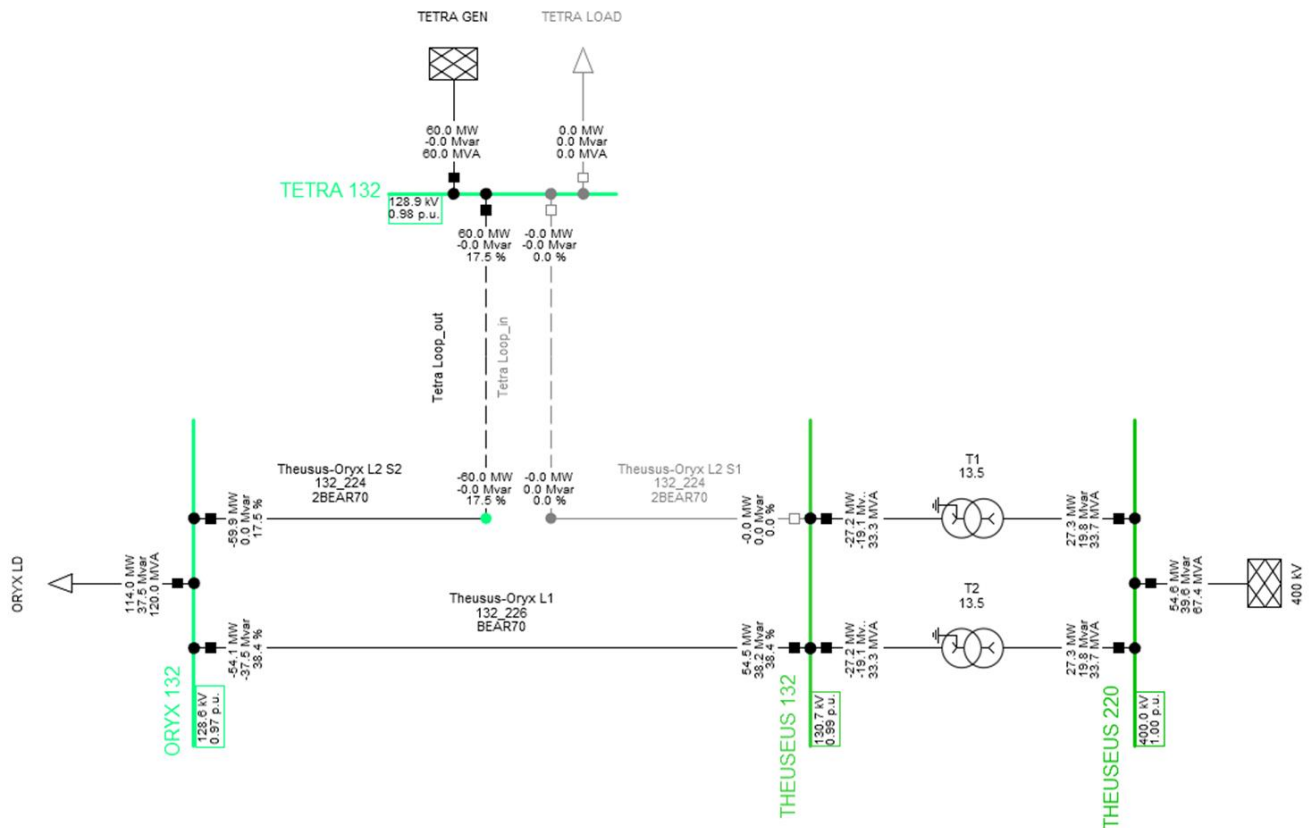 TETRA GEN
TETRA LOAD
60.0 MW
-0.0 Mvar
60.0 MVA
0.0 MW
0.0 Mvar
0.0 MVA
TETRA 132
128.9 kV
0.98 p.u.
60.0 MW
-0.0 Mvar
17.5 %
-0.0 MW
-0.0 Mvar
0.0 %
Tetra Loop_out
Tetra Loop_in
-60.0 MW
-0.0 Mvar
17.5 %
-0.0 MW
0.0 Mvar
0.0 %
Theusus-Oryx L2 S2
132_224
2BEAR70
Theusus-Oryx L2 S1
132_224
2BEAR70
-59.9 MW
0.0 Mvar
17.5 %
-0.0 MW
0.0 Mvar
0.0 %
-27.2 MW
-19.1 Mv..
33.3 MVA
T1
13.5
27.3 MW
19.8 Mvar
33.7 MVA
ORYX LD
114.0 MW
37.5 Mvar
120.0 MVA
54.6 MW
39.6 Mvar
67.4 MVA
400 kV
Theusus-Oryx L1
132_226
BEAR70
-54.1 MW
-37.5 Mvar
38.4 %
54.5 MW
38.2 Mvar
38.4 %
-27.2 MW
-19.1 Mv..
33.3 MVA
T2
13.5
27.3 MW
19.8 Mvar
33.7 MVA
ORYX 132
128.6 kV
0.97 p.u.
THEUSEUS 132
130.7 kV
0.99 p.u.
THEUSEUS 220
400.0 kV
1.00 p.u.